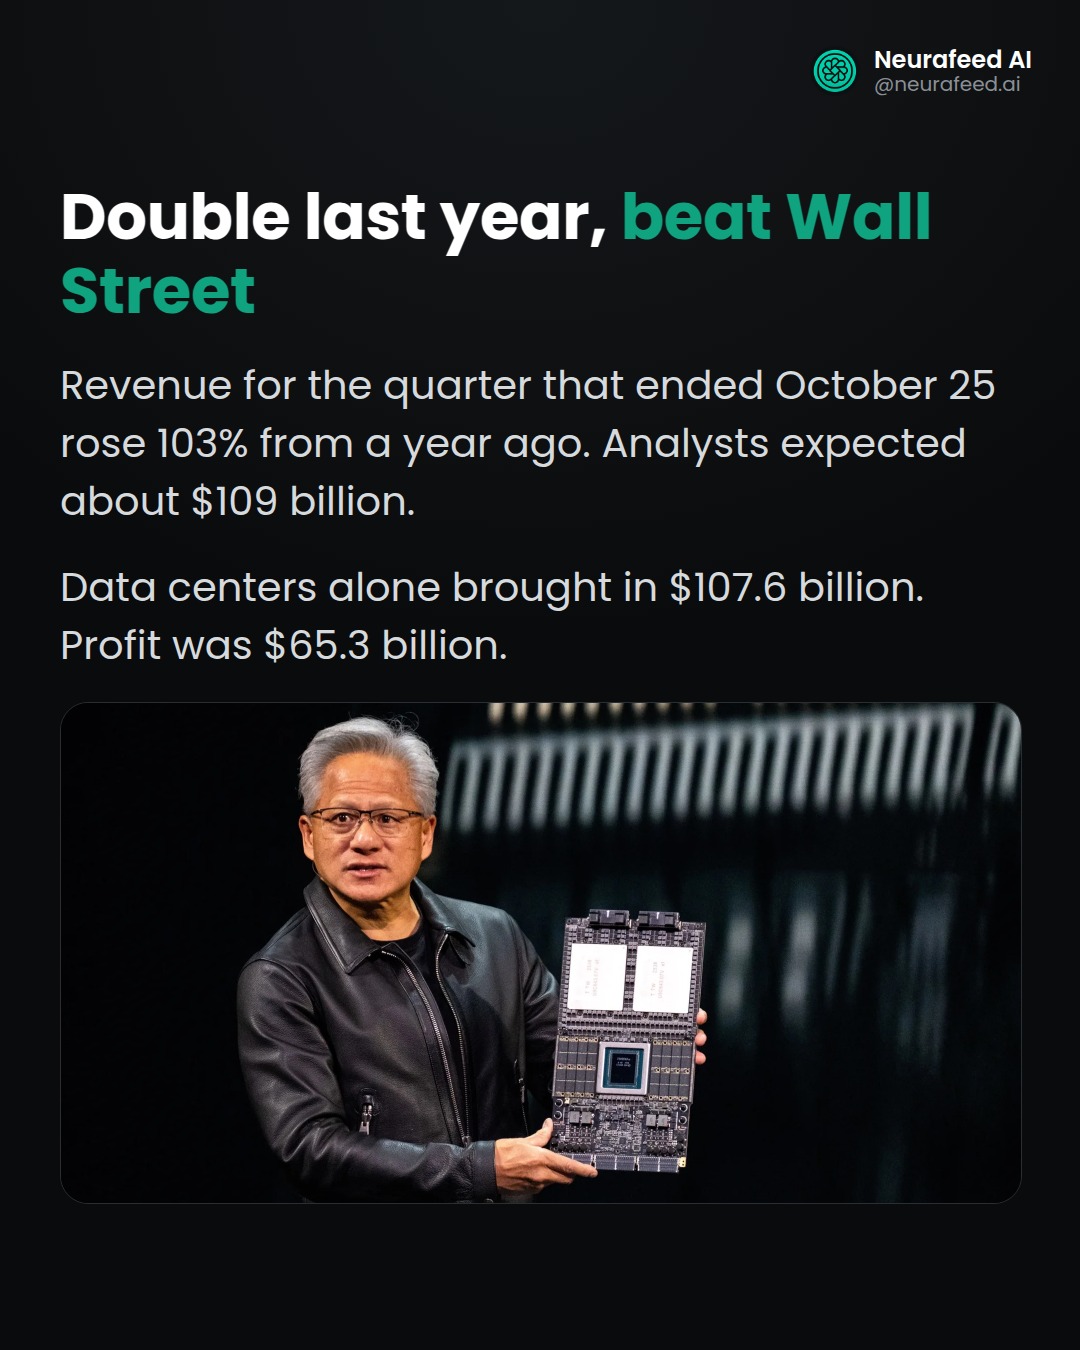 Neurafeed AI
@neurafeed.ai
Double last year, beat Wall
Street
Revenue for the quarter that ended October 25
rose 103% from a year ago. Analysts expected
about $109 billion.
Data centers alone brought in $107.6 billion.
Profit was $65.3 billion.